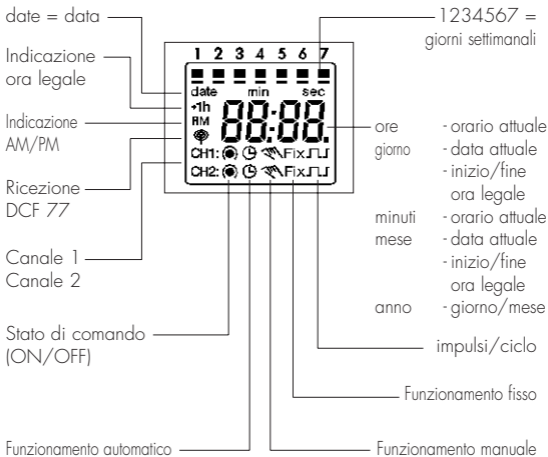 date = data
1234567 =
giorni settimanali
Indicazione
ora legale
Indicazione
AM/PM
Ricezione
DCF 77
Canale 1
Canale 2
Stato di comando
(ON/OFF)
Funzionamento automatico
1 2 3 4 5 6 7
date min sec
+1h
AM
88:88.
CH1: Fix
CH2: Fix
ore - orario attuale
giorno - data attuale
- inizio/fine
ora legale
minuti - orario attuale
mese - data attuale
- inizio/fine
ora legale
anno - giorno/mese
impulsi/ciclo
Funzionamento fisso
Funzionamento manuale